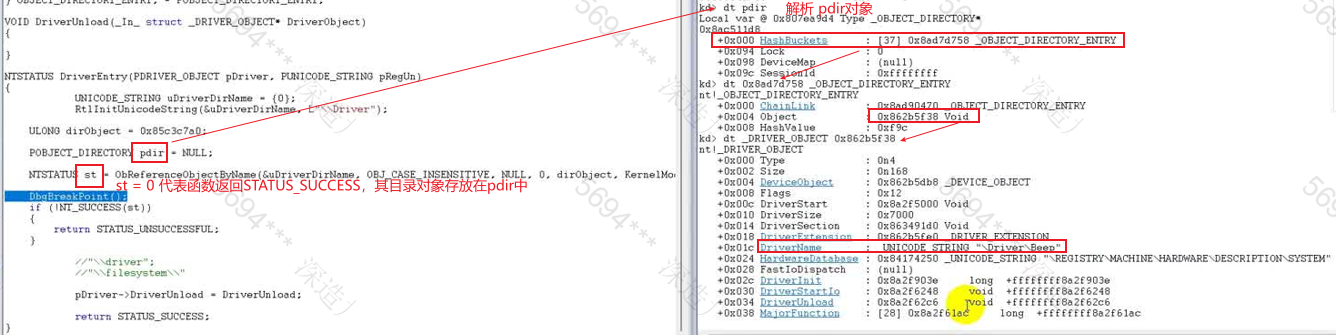 } OBJECT_DIRECTORY_ENTRY, *POBJECT_DIRECTORY_ENTRY;
VOID DriverUnload(_In_ struct _DRIVER_OBJECT* DriverObject)
{
}
NTSTATUS DriverEntry(PDRIVER_OBJECT pDriver, PUNICODE_STRING pRegUn)
{
UNICODE_STRING uDriverDirName = {0};
RtlInitUnicodeString(&uDriverDirName, L"\\Driver");
ULONG dirObject = 0x85c3c7a0;
POBJECT_DIRECTORY pdir = NULL;
NTSTATUS st = ObReferenceObjectByName(&uDriverDirName, OBJ_CASE_INSENSITIVE, NULL, 0, dirObject, KernelMo
st = 0 代表函数返回STATUS_SUCCESS，其目录对象存放在pdir中
DbgBreakPoint();
if (!NT_SUCCESS(st))
{
return STATUS_UNSUCCESSFUL;
}
//"\\driver";
//"\\filesystem\\"
pDriver->DriverUnload = DriverUnload;
return STATUS_SUCCESS;
}
kd> dt pdir
解析 pdir对象
Local var @ 0x807ea9d4 Type _OBJECT_DIRECTORY*
0x8ac511d8
+0x000 HashBuckets : [37] 0x8ad7d758 _OBJECT_DIRECTORY_ENTRY
+0x094 Lock : 0
+0x098 DeviceMap : (null)
+0x09c SessionId : 0xffffffff
kd> dt 0x8ad7d758 _OBJECT_DIRECTORY_ENTRY
nt!_OBJECT_DIRECTORY_ENTRY
+0x000 ChainLink : 0x8ad90470 _OBJECT_DIRECTORY_ENTRY
+0x004 Object : 0x862b5f38 Void
+0x008 HashValue : 0xf9c
kd> dt _DRIVER_OBJECT 0x862b5f38
nt!_DRIVER_OBJECT
+0x000 Type : 0n4
+0x002 Size : 0n168
+0x004 DeviceObject : 0x862b5db8 _DEVICE_OBJECT
+0x008 Flags : 0x12
+0x00c DriverStart : 0x8a2f5000 Void
+0x010 DriverSize : 0x7000
+0x014 DriverSection : 0x863491d0 Void
+0x018 DriverExtension : 0x862b5fe0 _DRIVER_EXTENSION
+0x01c DriverName : _UNICODE_STRING "\Driver\Beep"
+0x024 HardwareDatabase : 0x84174250 _UNICODE_STRING "\REGISTRY\MACHINE\HARDWARE\DESCRIPTION\SYSTEM"
+0x028 FastIoDispatch : (null)
+0x02c DriverInit : 0x8a2f903e long +ffffffff8a2f903e
+0x030 DriverStartIo : 0x8a2f6248 void +ffffffff8a2f6248
+0x034 DriverUnload : 0x8a2f62c6 void +ffffffff8a2f62c6
+0x038 MajorFunction : [28] 0x8a2f61ac long +ffffffff8a2f61ac